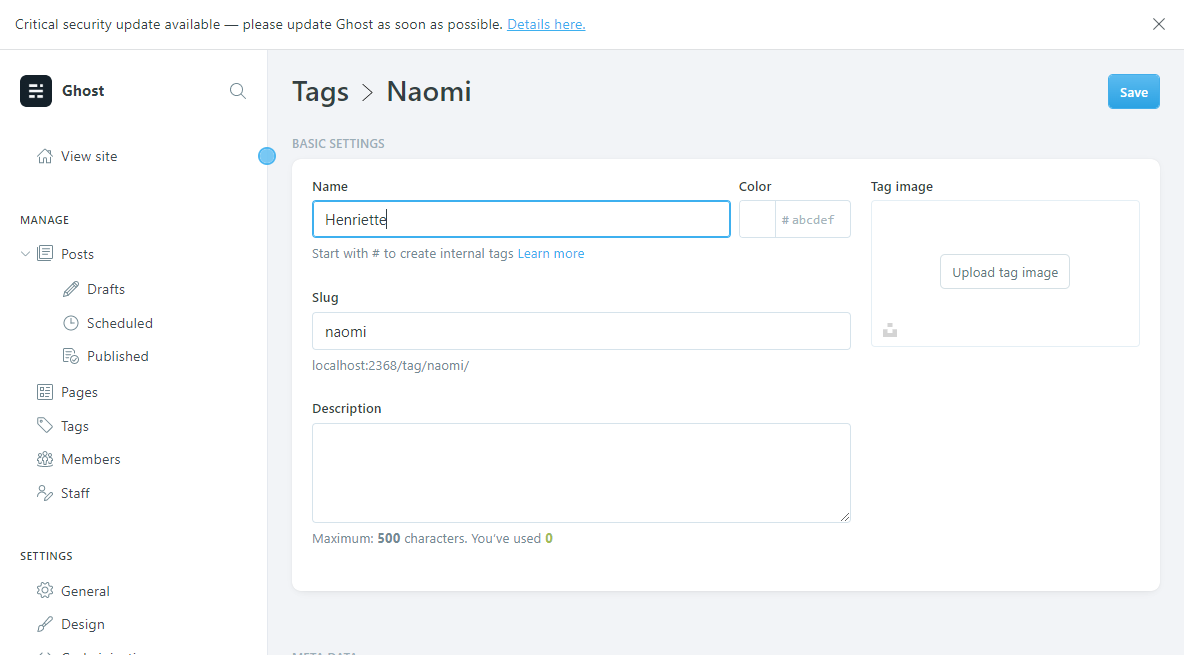 Critical security update available — please update Ghost as soon as possible. Details here.
Ghost
View site
MANAGE
Posts
Drafts
Scheduled
Published
Pages
Tags
Members
Staff
SETTINGS
General
Design
Tags > Naomi
Save
BASIC SETTINGS
Name
Henriette
Start with # to create internal tags Learn more
Color
# abcdef
Slug
naomi
localhost:2368/tag/naomi/
Description
Maximum: 500 characters. You've used 0
Tag image
Upload tag image
META DATA